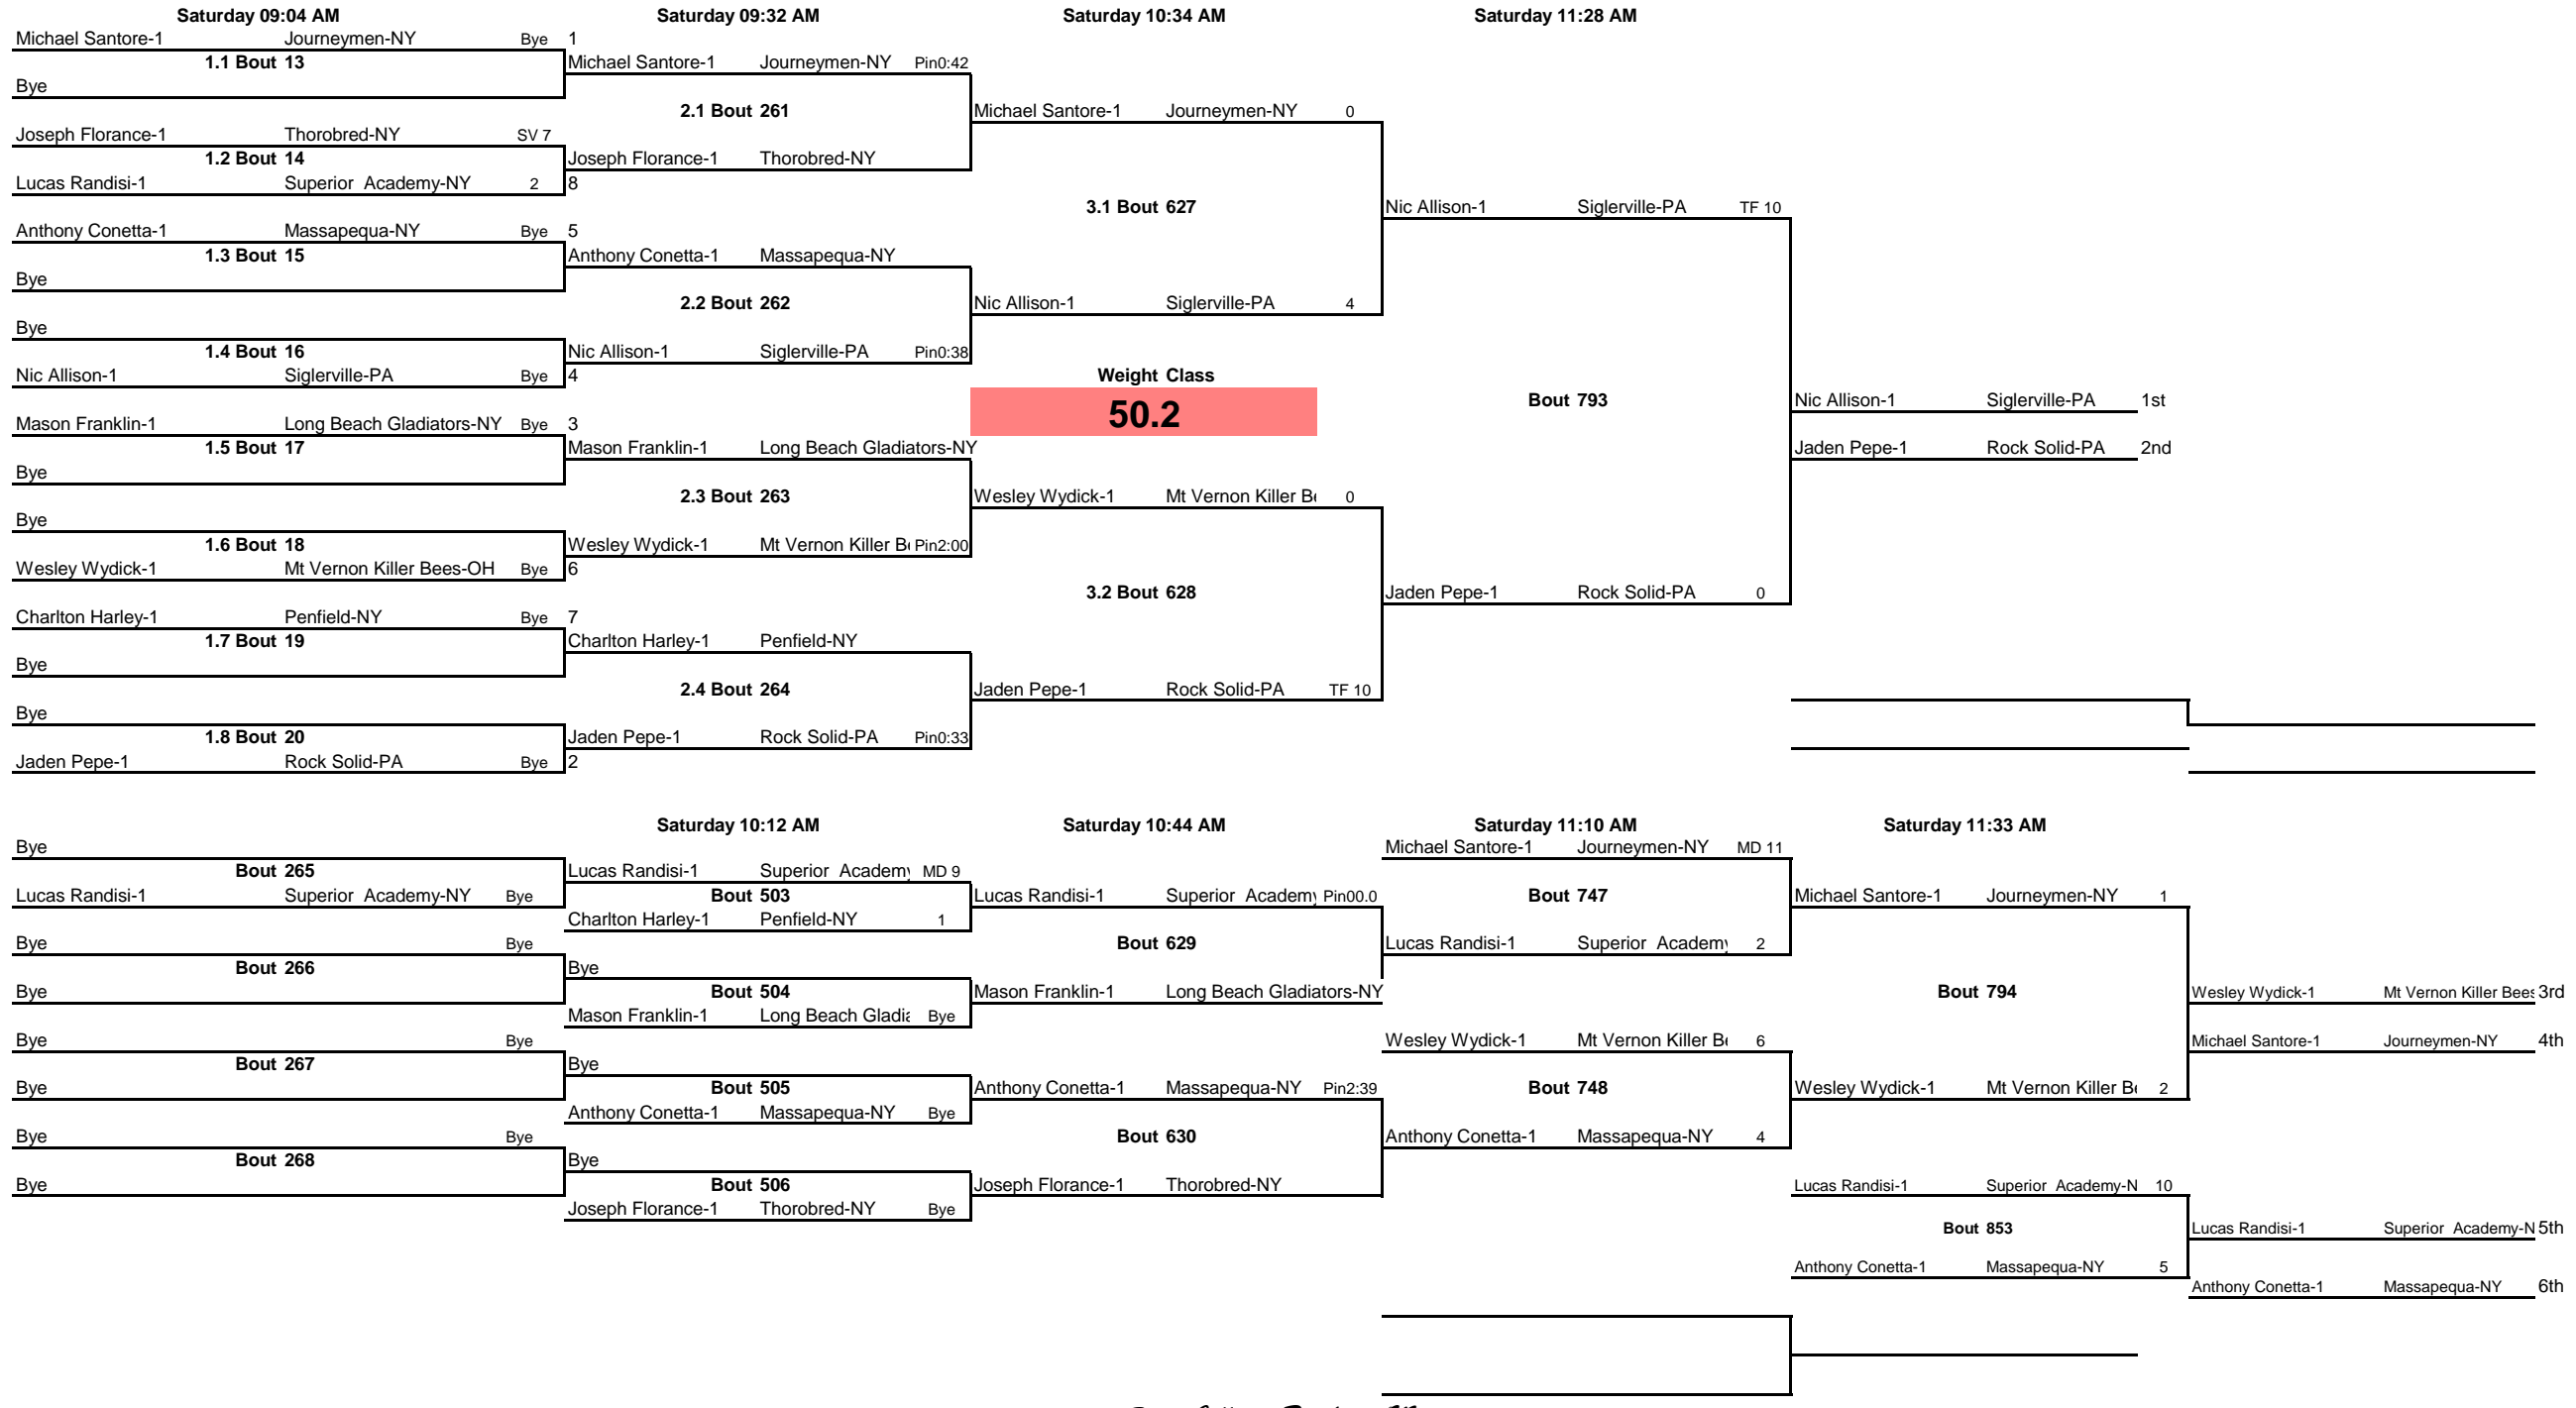 Saturday 09:04 AM Saturday 09:32 AM Saturday 10:34 AM Saturday 11:28 AM
Michael Santore-1 Journeymen-NY Bye 1
1.1 Bout 13 Michael Santore-1 Journeymen-NY Pin0:42
Bye
2.1 Bout 261 Michael Santore-1 Journeymen-NY 0
Joseph Florance-1 Thorobred-NY SV 7
1.2 Bout 14 Joseph Florance-1 Thorobred-NY
Lucas Randisi-1 Superior Academy-NY 2 8
3.1 Bout 627 Nic Allison-1 Siglerville-PA TF 10
Anthony Conetta-1 Massapequa-NY Bye 5
1.3 Bout 15 Anthony Conetta-1 Massapequa-NY
Bye
2.2 Bout 262 Nic Allison-1 Siglerville-PA 4
Bye
1.4 Bout 16 Nic Allison-1 Siglerville-PA Pin0:38
Nic Allison-1 Siglerville-PA Bye 4 Weight Class
50.2 Bout 793 Nic Allison-1 Siglerville-PA 1st
Mason Franklin-1 Long Beach Gladiators-NY Bye 3
1.5 Bout 17 Mason Franklin-1 Long Beach Gladiators-NY Jaden Pepe-1 Rock Solid-PA 2nd
Bye
2.3 Bout 263 Wesley Wydick-1 Mt Vernon Killer B 0
Bye
1.6 Bout 18 Wesley Wydick-1 Mt Vernon Killer B Pin2:00
Wesley Wydick-1 Mt Vernon Killer Bees-OH Bye 6
3.2 Bout 628 Jaden Pepe-1 Rock Solid-PA 0
Charlton Harley-1 Penfield-NY Bye 7
1.7 Bout 19 Charlton Harley-1 Penfield-NY
Bye
2.4 Bout 264 Jaden Pepe-1 Rock Solid-PA TF 10
Bye
1.8 Bout 20 Jaden Pepe-1 Rock Solid-PA Pin0:33
Jaden Pepe-1 Rock Solid-PA Bye 2
Saturday 10:12 AM Saturday 10:44 AM Saturday 11:10 AM Saturday 11:33 AM
Bye Michael Santore-1 Journeymen-NY MD 11
Bout 265 Lucas Randisi-1 Superior Academy MD 9
Lucas Randisi-1 Superior Academy-NY Bye Bout 503 Lucas Randisi-1 Superior Academy Pin00.0 Bout 747 Michael Santore-1 Journeymen-NY 1
Charlton Harley-1 Penfield-NY 1
Bye Bye Bout 629 Lucas Randisi-1 Superior Academy 2
Bout 266 Bye
Bye Bout 504 Mason Franklin-1 Long Beach Gladiators-NY Bout 794 Wesley Wydick-1 Mt Vernon Killer Bees 3rd
Mason Franklin-1 Long Beach Gladi Bye
Bye Bye Wesley Wydick-1 Mt Vernon Killer B 6 Michael Santore-1 Journeymen-NY 4th
Bout 267 Bye
Bye Bout 505 Anthony Conetta-1 Massapequa-NY Pin2:39 Bout 748 Wesley Wydick-1 Mt Vernon Killer B 2
Anthony Conetta-1 Massapequa-NY Bye
Bye Bye Bout 630 Anthony Conetta-1 Massapequa-NY 4
Bout 268 Bye
Bye Bout 506 Joseph Florance-1 Thorobred-NY Lucas Randisi-1 Superior Academy-N 10
Joseph Florance-1 Thorobred-NY Bye
Bout 853 Lucas Randisi-1 Superior Academy-N 5th
Anthony Conetta-1 Massapequa-NY 5
Anthony Conetta-1 Massapequa-NY 6th